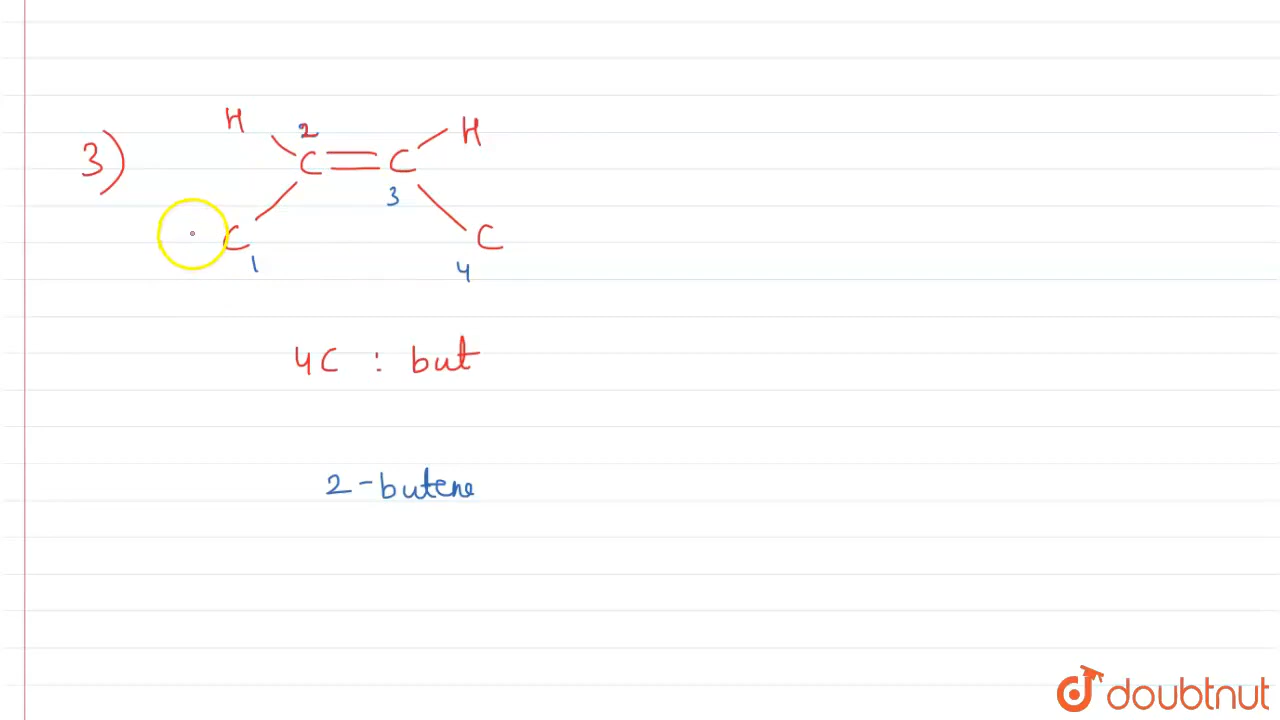 3)
H 2 H
C = C
3
C C
1 4
4C : but
2-butene
doubtnut